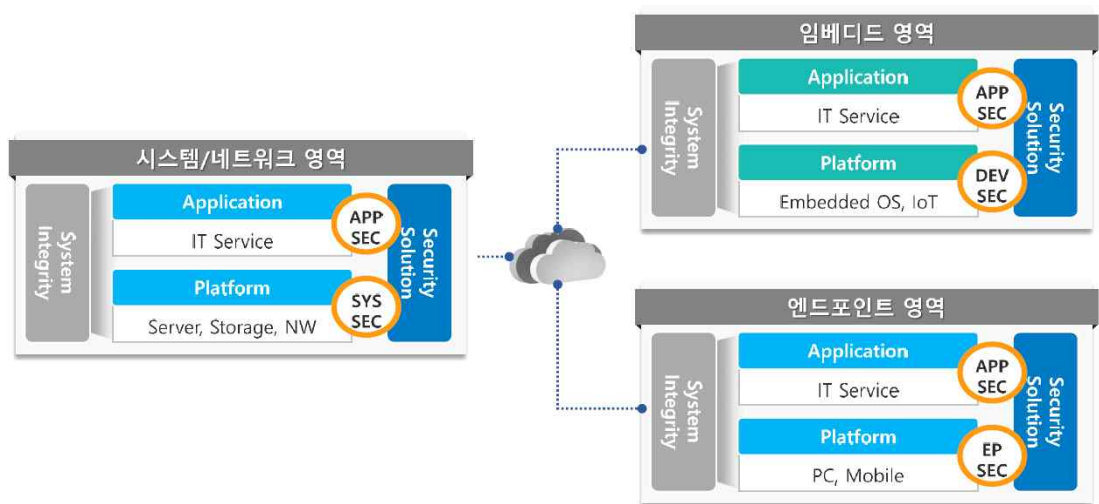 시스템/네트워크 영역
System
Integrity
Application
IT Service
APP
SEC
Platform
Server, Storage, NW
SYS
SEC
Security
Solution
임베디드 영역
System
Integrity
Application
IT Service
APP
SEC
Platform
Embedded OS, IoT
DEV
SEC
Security
Solution
엔드포인트 영역
System
Integrity
Application
IT Service
APP
SEC
Platform
PC, Mobile
EP
SEC
Security
Solution